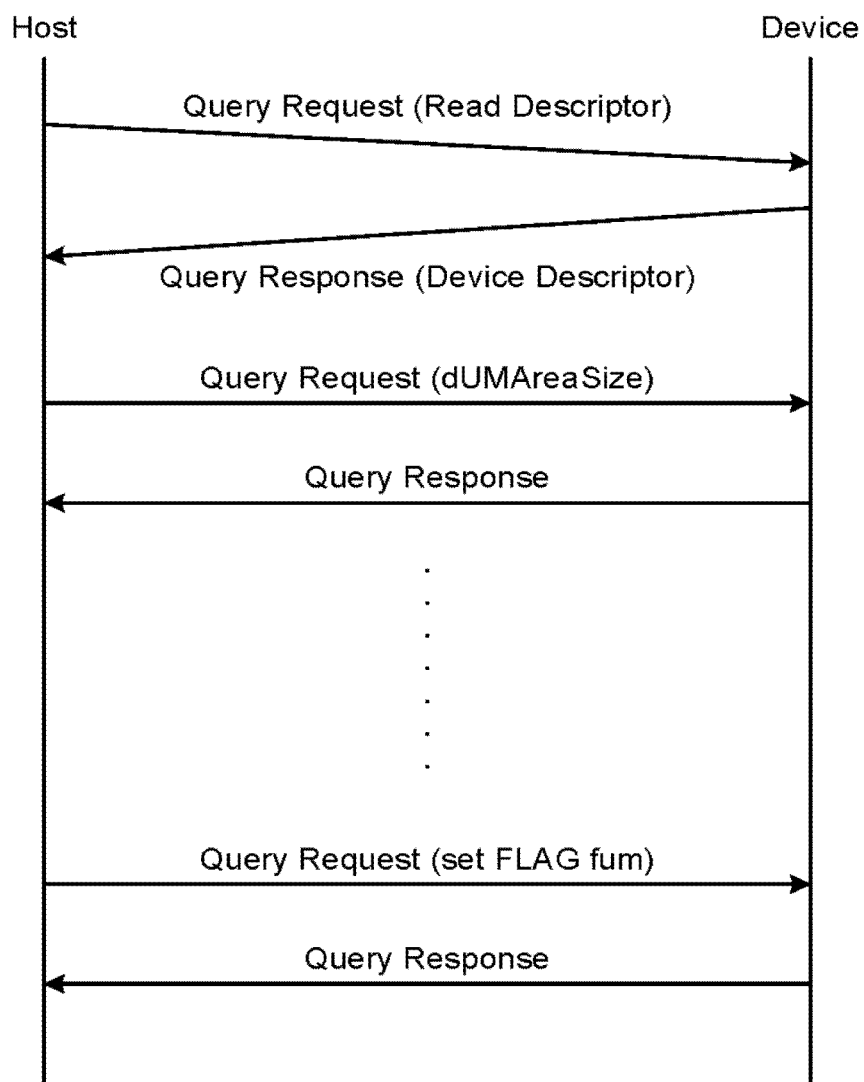 Host
Device
Query Request (Read Descriptor)
Query Response (Device Descriptor)
Query Request (dUMAreaSize)
Query Response
Query Request (set FLAG fum)
Query Response